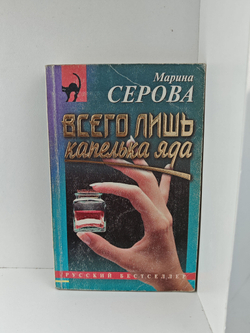 Марина
СЕРОВА
ВСЕГО ЛИШЬ
капелька яда
РУССКИЙ БЕСТСЕЛЛЕР